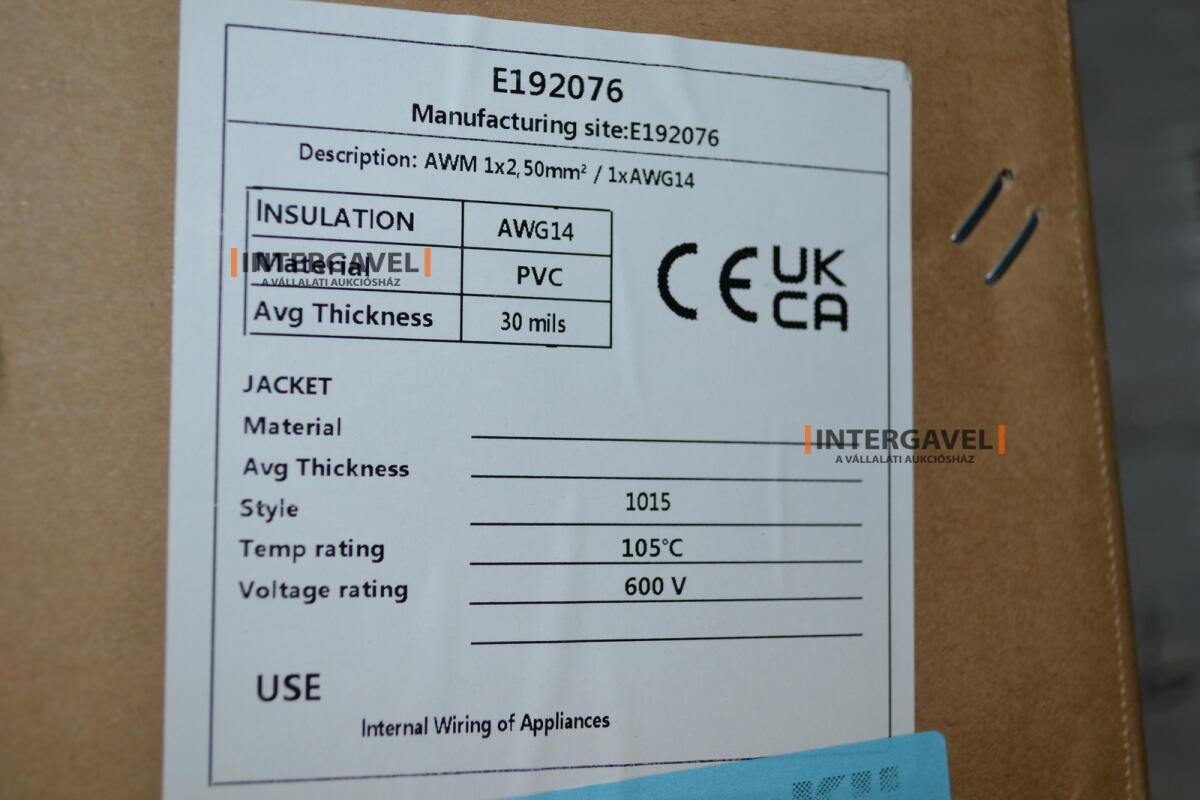 E192076
Manufacturing site:E192076
Description: AWM 1x2,50mm² / 1xAWG14
INSULATION AWG14
Material PVC
Avg Thickness 30 mils
CE UK
CA
INTERGAVEL
A VÁLLALATI AUKCIÓSHÁZ
JACKET
Material
INTERGAVEL
A VÁLLALATI AUKCIÓSHÁZ
Avg Thickness
Style 1015
Temp rating 105°C
Voltage rating 600 V
USE
Internal Wiring of Appliances